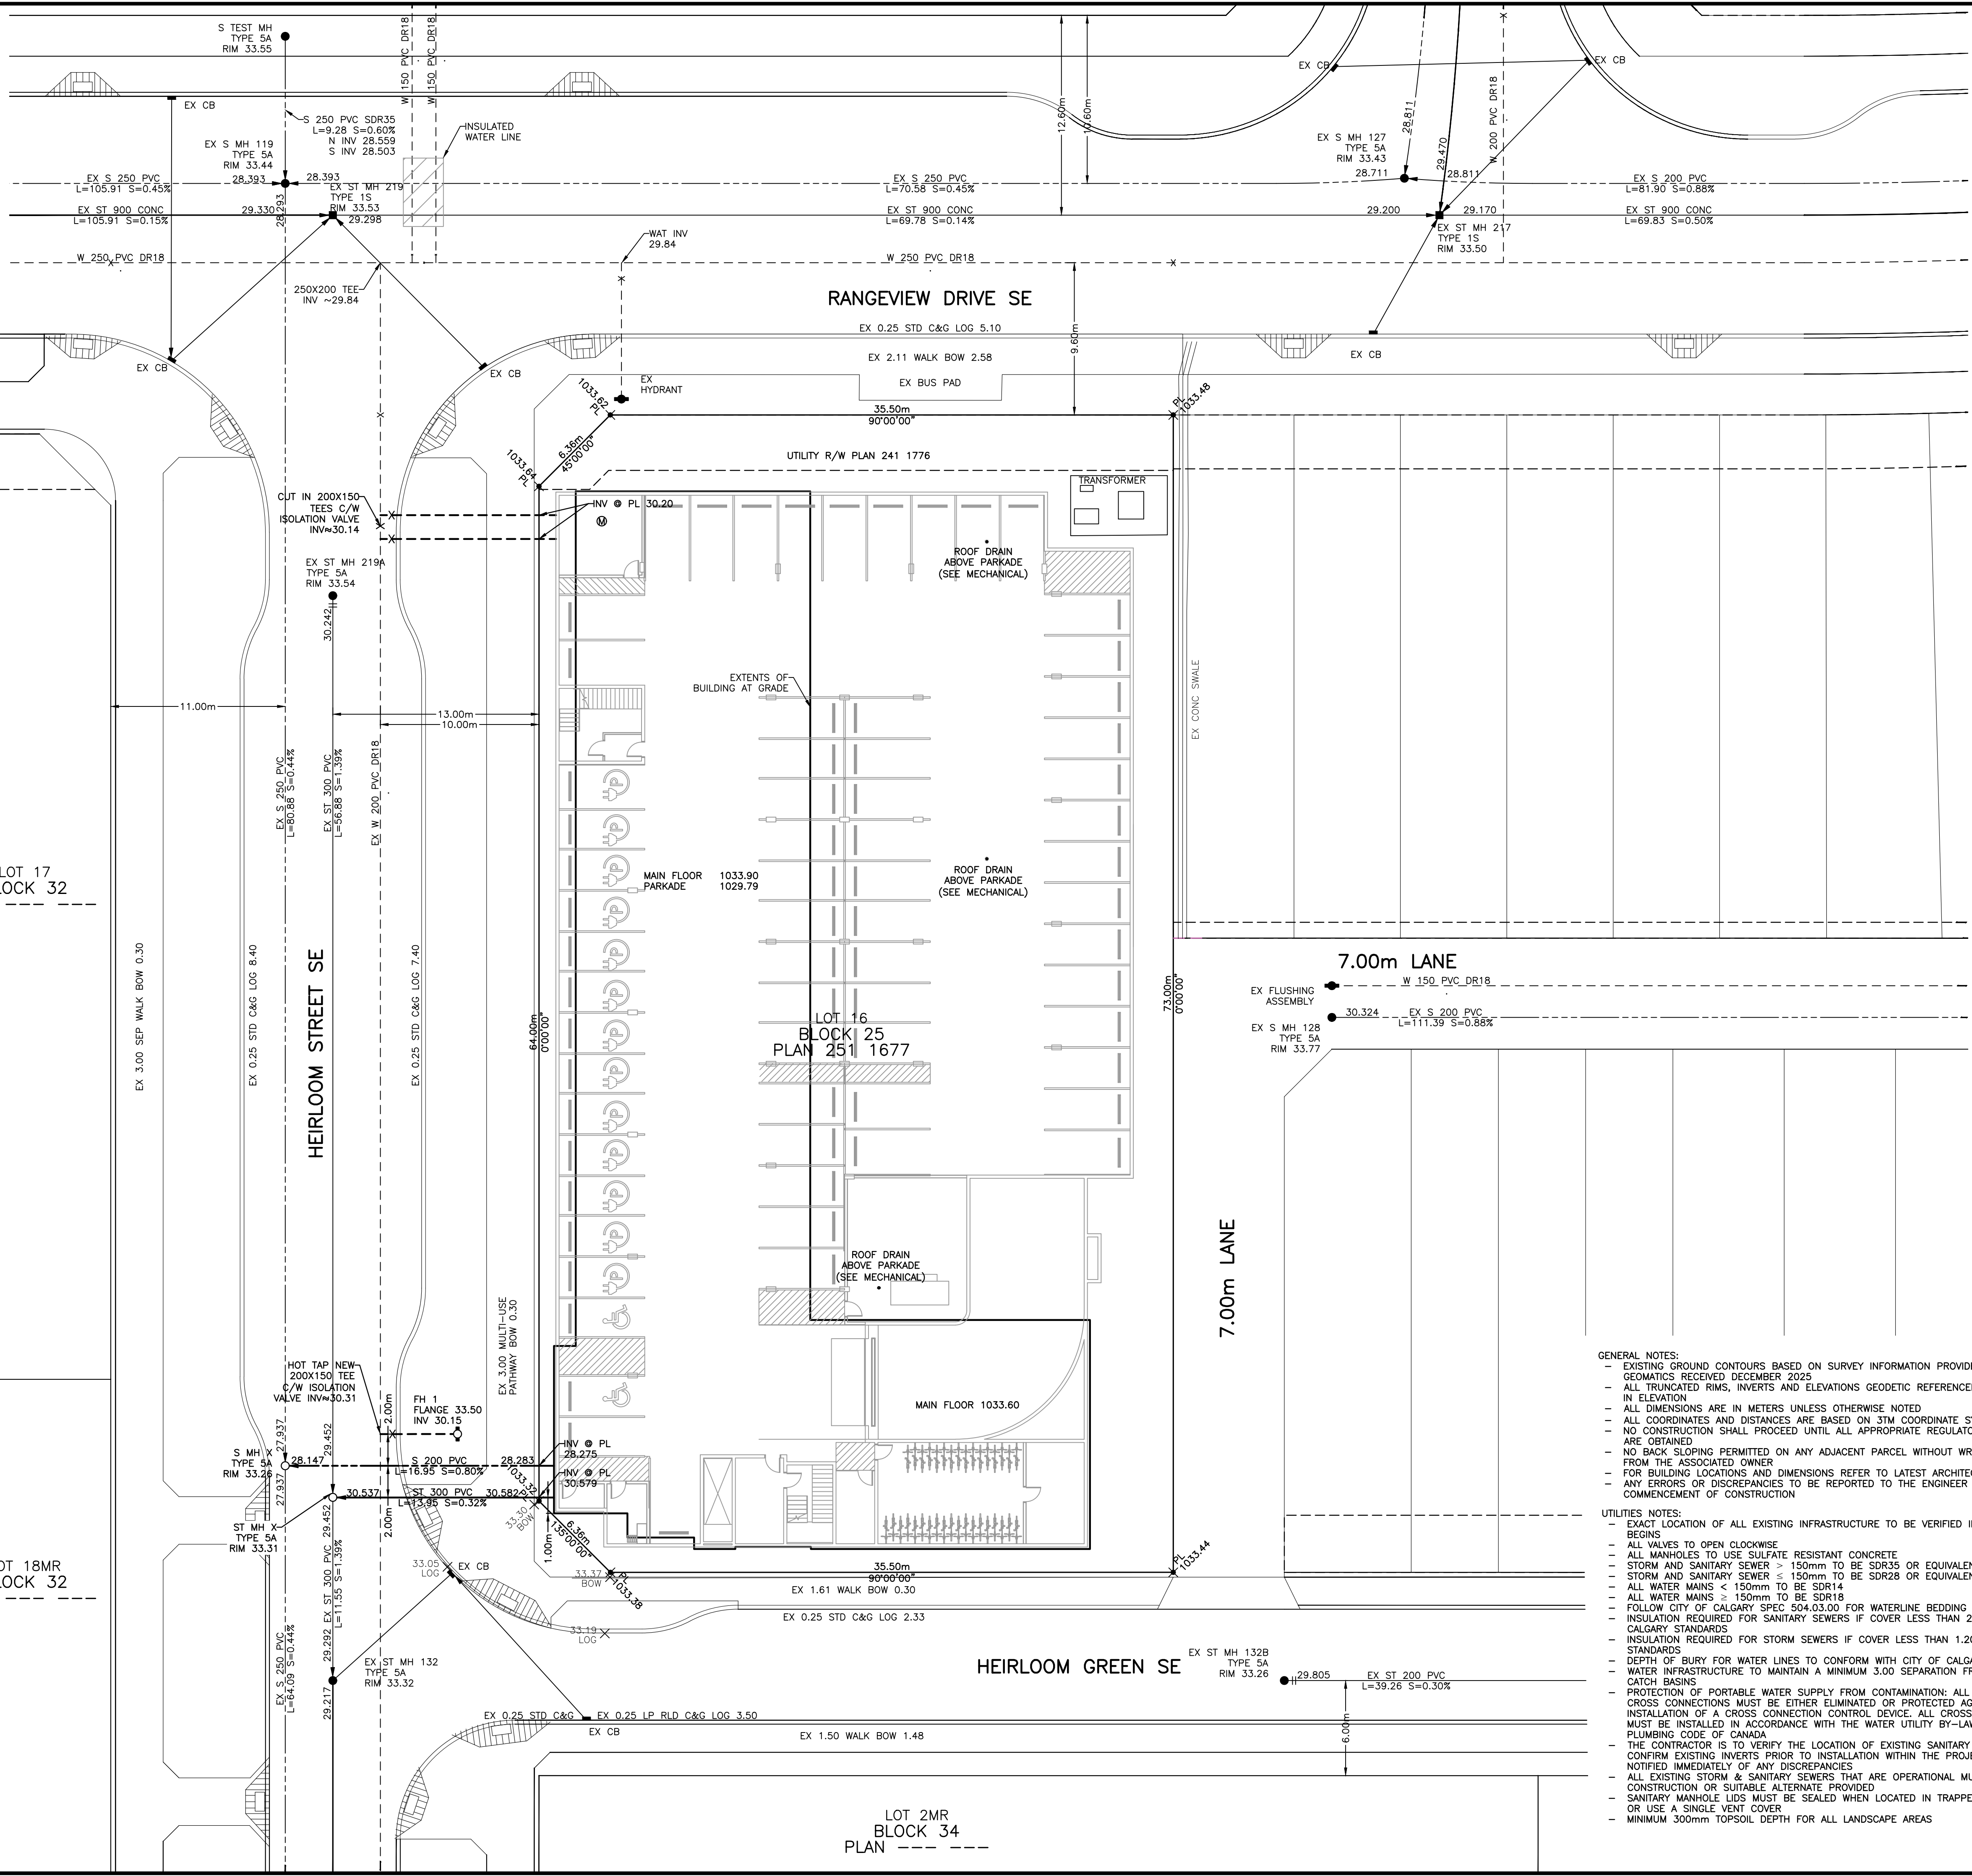 S TEST MH
TYPE 5A
RIM 33.55
W 150 PVC DR18
W 150 PVC DR18
EX CB
S 250 PVC SDR35
L=9.28 S=0.60%
N INV 28.559
S INV 28.503
INSULATED
WATER LINE
EX S MH 119
TYPE 5A
RIM 33.44
EX S 250 PVC
L=105.91 S=0.45%
28.393
28.393
28.293
EX ST MH 219
TYPE 1S
RIM 33.53
EX ST 900 CONC
L=105.91 S=0.15%
29.330
29.298
W 250 PVC DR18
250X200 TEE
INV ~29.84
WAT INV
29.84
12.60m
10.60m
EX CB
EX CB
28.811
29.470
W 200 PVC DR18
EX S MH 127
TYPE 5A
RIM 33.43
28.711
28.811
EX S 250 PVC
L=70.58 S=0.45%
EX S 200 PVC
L=81.90 S=0.88%
EX ST 900 CONC
L=69.78 S=0.14%
29.200
29.170
EX ST 900 CONC
L=69.83 S=0.50%
EX ST MH 217
TYPE 1S
RIM 33.50
W 250 PVC DR18
RANGEVIEW DRIVE SE
9.60m
EX 0.25 STD C&G LOG 5.10
EX 2.11 WALK BOW 2.58
EX BUS PAD
EX CB
EX CB
EX CB
EX
HYDRANT
1033.62
PL
35.50m
90°00'00"
PL
1033.48
6.36m
45°00'00"
1033.64
PL
UTILITY R/W PLAN 241 1776
TRANSFORMER
CUT IN 200X150
TEES C/W
ISOLATION VALVE
INV≈30.14
INV @ PL 30.20
M
ROOF DRAIN
ABOVE PARKADE
(SEE MECHANICAL)
EX ST MH 219A
TYPE 5A
RIM 33.54
30.242
EXTENTS OF
BUILDING AT GRADE
EX CONC SWALE
11.00m
13.00m
10.00m
EX S 250 PVC
L=80.88 S=0.44%
EX ST 300 PVC
L=56.88 S=1.39%
EX W 200 PVC DR18
LOT 17
BLOCK 32
MAIN FLOOR 1033.90
PARKADE 1029.79
ROOF DRAIN
ABOVE PARKADE
(SEE MECHANICAL)
EX 3.00 SEP WALK BOW 0.30
EX 0.25 STD C&G LOG 8.40
HEIRLOOM STREET SE
EX 0.25 STD C&G LOG 7.40
64.00m
0°00'00"
73.00m
0°00'00"
7.00m LANE
W 150 PVC DR18
EX FLUSHING
ASSEMBLY
30.324
EX S 200 PVC
L=111.39 S=0.88%
EX S MH 128
TYPE 5A
RIM 33.77
LOT 16
BLOCK 25
PLAN 251 1677
7.00m LANE
ROOF DRAIN
ABOVE PARKADE
(SEE MECHANICAL)
EX 3.00 MULTI-USE
PATHWAY BOW 0.30
HOT TAP NEW
200X150 TEE
C/W ISOLATION
VALVE INV≈30.31
2.00m
FH 1
FLANGE 33.50
INV 30.15
MAIN FLOOR 1033.60
27.937
29.452
S MH X
TYPE 5A
RIM 33.26
28.147
S 200 PVC
L=16.95 S=0.80%
28.283
INV @ PL
28.275
INV @ PL
30.579
27.937
30.537
ST 300 PVC
L=13.95 S=0.32%
30.582
1033.32
PL
33.30
BOW
ST MH X
TYPE 5A
RIM 33.31
29.452
2.00m
1.00m
6.36m
135°00'00"
33.05
LOG
EX CB
33.37
BOW
1033.38
35.50m
90°00'00"
PL
1033.44
EX 1.61 WALK BOW 0.30
EX 0.25 STD C&G LOG 2.33
33.19
LOG
LOT 18MR
BLOCK 32
EX S 250 PVC
L=64.09 S=0.44%
29.292
EX ST 300 PVC
L=11.55 S=1.39%
29.217
EX ST MH 132
TYPE 5A
RIM 33.32
HEIRLOOM GREEN SE
EX ST MH 132B
TYPE 5A
RIM 33.26
29.805
EX ST 200 PVC
L=39.26 S=0.30%
6.00m
EX 0.25 STD C&G
EX 0.25 LP RLD C&G LOG 3.50
EX CB
EX 1.50 WALK BOW 1.48
LOT 2MR
BLOCK 34
PLAN --- ---
GENERAL NOTES:
– EXISTING GROUND CONTOURS BASED ON SURVEY INFORMATION PROVIDE
GEOMATICS RECEIVED DECEMBER 2025
– ALL TRUNCATED RIMS, INVERTS AND ELEVATIONS GEODETIC REFERENCE
IN ELEVATION
– ALL DIMENSIONS ARE IN METERS UNLESS OTHERWISE NOTED
– ALL COORDINATES AND DISTANCES ARE BASED ON 3TM COORDINATE S
– NO CONSTRUCTION SHALL PROCEED UNTIL ALL APPROPRIATE REGULATO
ARE OBTAINED
– NO BACK SLOPING PERMITTED ON ANY ADJACENT PARCEL WITHOUT WR
FROM THE ASSOCIATED OWNER
– FOR BUILDING LOCATIONS AND DIMENSIONS REFER TO LATEST ARCHITE
– ANY ERRORS OR DISCREPANCIES TO BE REPORTED TO THE ENGINEER
COMMENCEMENT OF CONSTRUCTION
UTILITIES NOTES:
– EXACT LOCATION OF ALL EXISTING INFRASTRUCTURE TO BE VERIFIED I
BEGINS
– ALL VALVES TO OPEN CLOCKWISE
– ALL MANHOLES TO USE SULFATE RESISTANT CONCRETE
– STORM AND SANITARY SEWER > 150mm TO BE SDR35 OR EQUIVALEN
– STORM AND SANITARY SEWER ≤ 150mm TO BE SDR28 OR EQUIVALEN
– ALL WATER MAINS < 150mm TO BE SDR14
– ALL WATER MAINS ≥ 150mm TO BE SDR18
– FOLLOW CITY OF CALGARY SPEC 504.03.00 FOR WATERLINE BEDDING
– INSULATION REQUIRED FOR SANITARY SEWERS IF COVER LESS THAN 2
CALGARY STANDARDS
– INSULATION REQUIRED FOR STORM SEWERS IF COVER LESS THAN 1.20
STANDARDS
– DEPTH OF BURY FOR WATER LINES TO CONFORM WITH CITY OF CALGA
– WATER INFRASTRUCTURE TO MAINTAIN A MINIMUM 3.00 SEPARATION FR
CATCH BASINS
– PROTECTION OF PORTABLE WATER SUPPLY FROM CONTAMINATION: ALL
CROSS CONNECTIONS MUST BE EITHER ELIMINATED OR PROTECTED AG
INSTALLATION OF A CROSS CONNECTION CONTROL DEVICE. ALL CROSS
MUST BE INSTALLED IN ACCORDANCE WITH THE WATER UTILITY BY-LAW
PLUMBING CODE OF CANADA
– THE CONTRACTOR IS TO VERIFY THE LOCATION OF EXISTING SANITARY
CONFIRM EXISTING INVERTS PRIOR TO INSTALLATION WITHIN THE PROJE
NOTIFIED IMMEDIATELY OF ANY DISCREPANCIES
– ALL EXISTING STORM & SANITARY SEWERS THAT ARE OPERATIONAL MU
CONSTRUCTION OR SUITABLE ALTERNATE PROVIDED
– SANITARY MANHOLE LIDS MUST BE SEALED WHEN LOCATED IN TRAPPE
OR USE A SINGLE VENT COVER
– MINIMUM 300mm TOPSOIL DEPTH FOR ALL LANDSCAPE AREAS